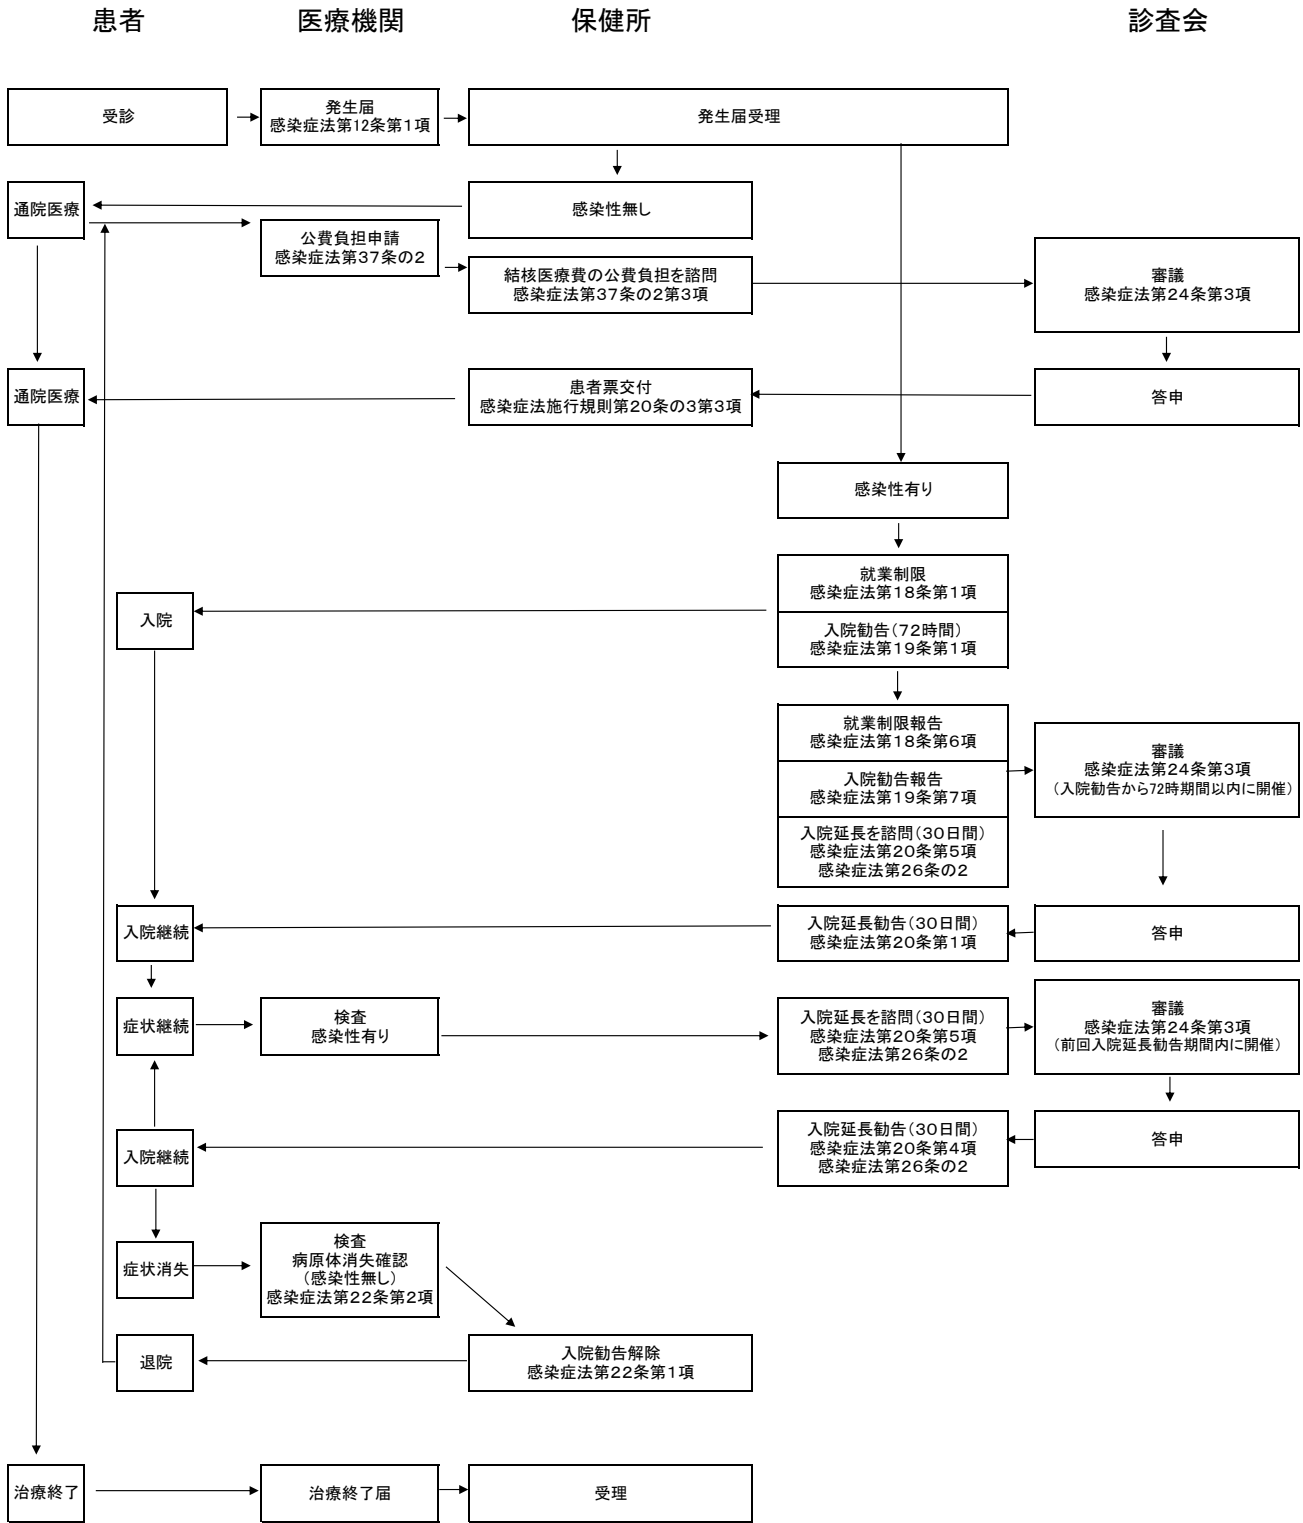 患者
医療機関
保健所
診査会
受診
発生届
感染症法第12条第１項
発生届受理
通院医療
感染性無し
公費負担申請
感染症法第３７条の２
結核医療費の公費負担を諮問
感染症法第３７条の２第３項
審議
感染症法第２４条第３項
通院医療
患者票交付
感染症法施行規則第２０条の３第３項
答申
感染性有り
就業制限
感染症法第１８条第１項
入院
入院勧告（７２時間）
感染症法第１９条第１項
就業制限報告
感染症法第１８条第６項
入院勧告報告
感染症法第１９条第７項
入院延長を諮問（３０日間）
感染症法第２０条第５項
感染症法第２６条の２
審議
感染症法第２４条第３項
（入院勧告から72時期間以内に開催）
入院継続
入院延長勧告（３０日間）
感染症法第２０条第１項
答申
症状継続
検査
感染性有り
入院延長を諮問（３０日間）
感染症法第２０条第５項
感染症法第２６条の２
審議
感染症法第２４条第３項
（前回入院延長勧告期間内に開催）
入院継続
入院延長勧告（３０日間）
感染症法第２０条第４項
感染症法第２６条の２
答申
症状消失
検査
病原体消失確認
（感染性無し）
感染症法第２２条第２項
退院
入院勧告解除
感染症法第２２条第１項
治療終了
治療終了届
受理